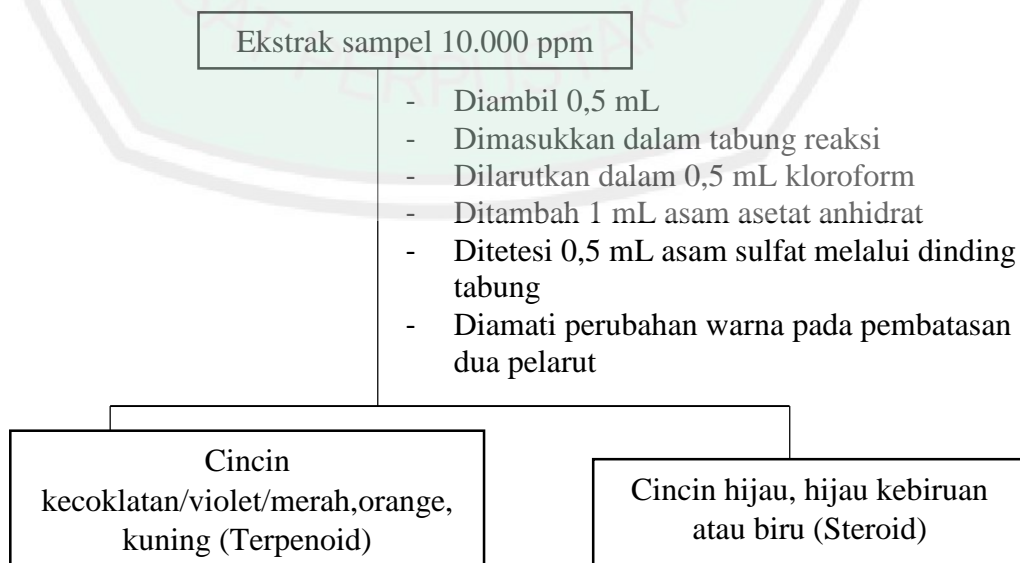 Ekstrak sampel 10.000 ppm
- Diambil 0,5 mL
- Dimasukkan dalam tabung reaksi
- Dilarutkan dalam 0,5 mL kloroform
- Ditambah 1 mL asam asetat anhidrat
- Ditetesi 0,5 mL asam sulfat melalui dinding
tabung
- Diamati perubahan warna pada pembatasan
dua pelarut
Cincin
kecoklatan/violet/merah,orange,
kuning (Terpenoid)
Cincin hijau, hijau kebiruan
atau biru (Steroid)